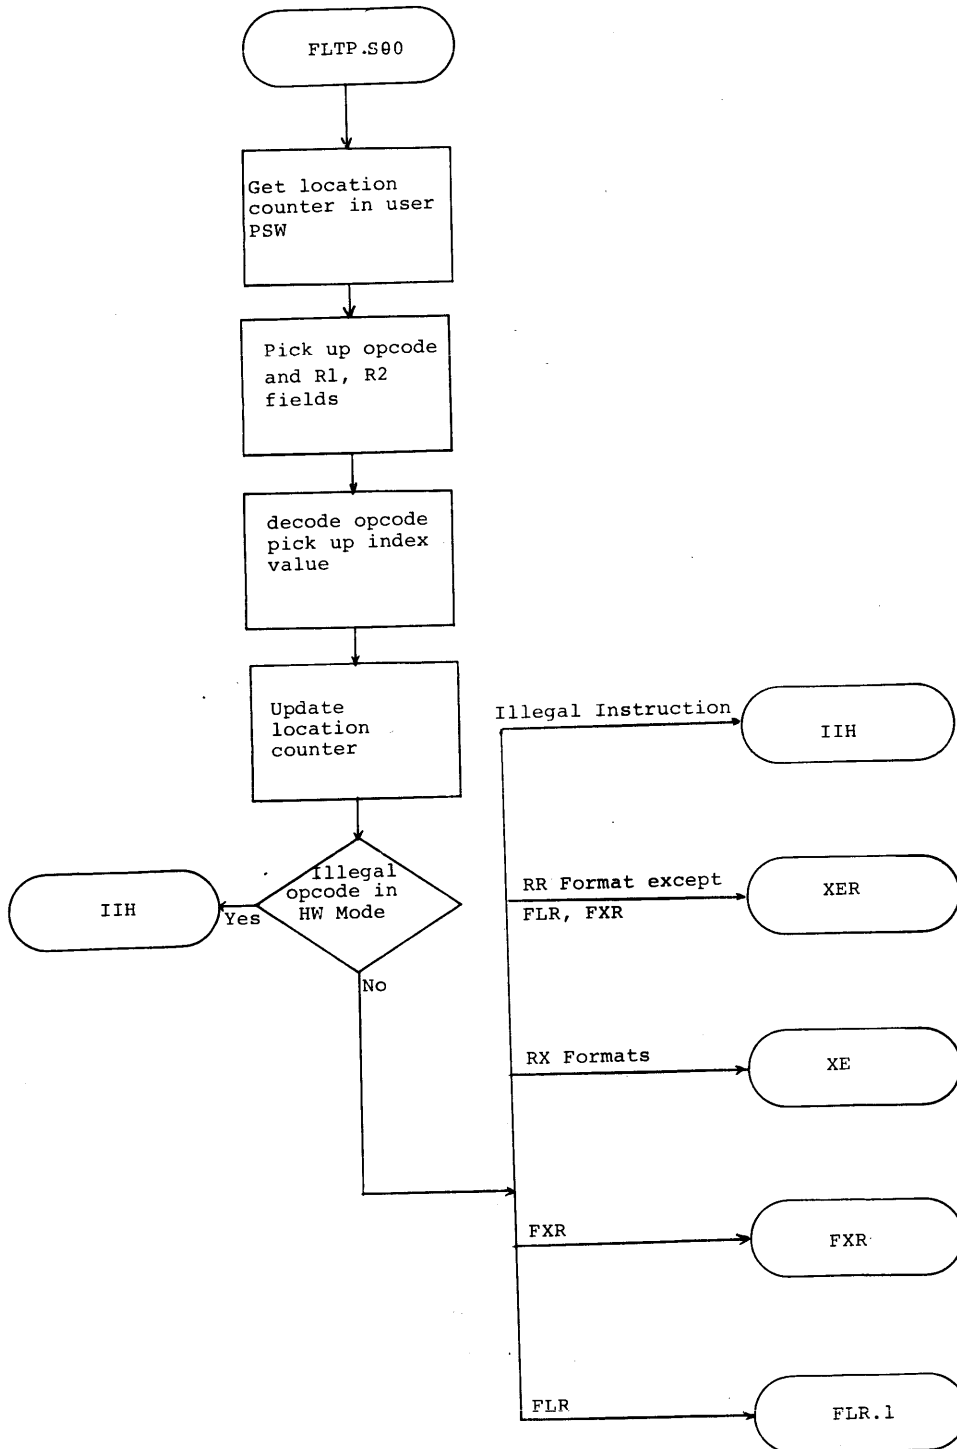 FLTP.S00
Get location
counter in user
PSW
Pick up opcode
and R1, R2
fields
decode opcode
pick up index
value
Update
location
counter
Illegal
opcode in
HW Mode
Yes
IIH
No
Illegal Instruction
IIH
RR Format except
FLR, FXR
XER
RX Formats
XE
FXR
FXR
FLR
FLR.1